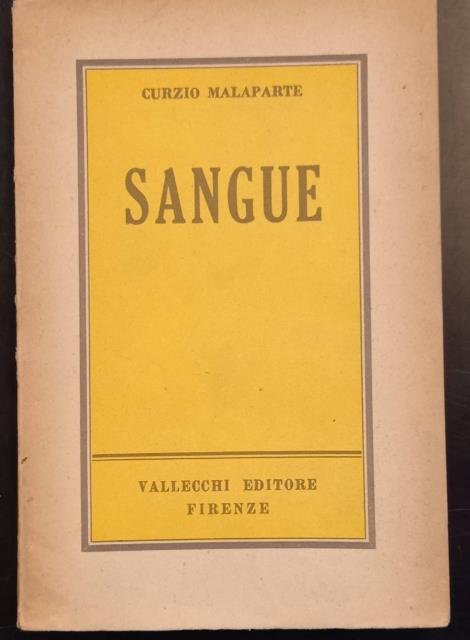 CURZIO MALAPARTE
SANGUE
VALLECCHI EDITORE
FIRENZE